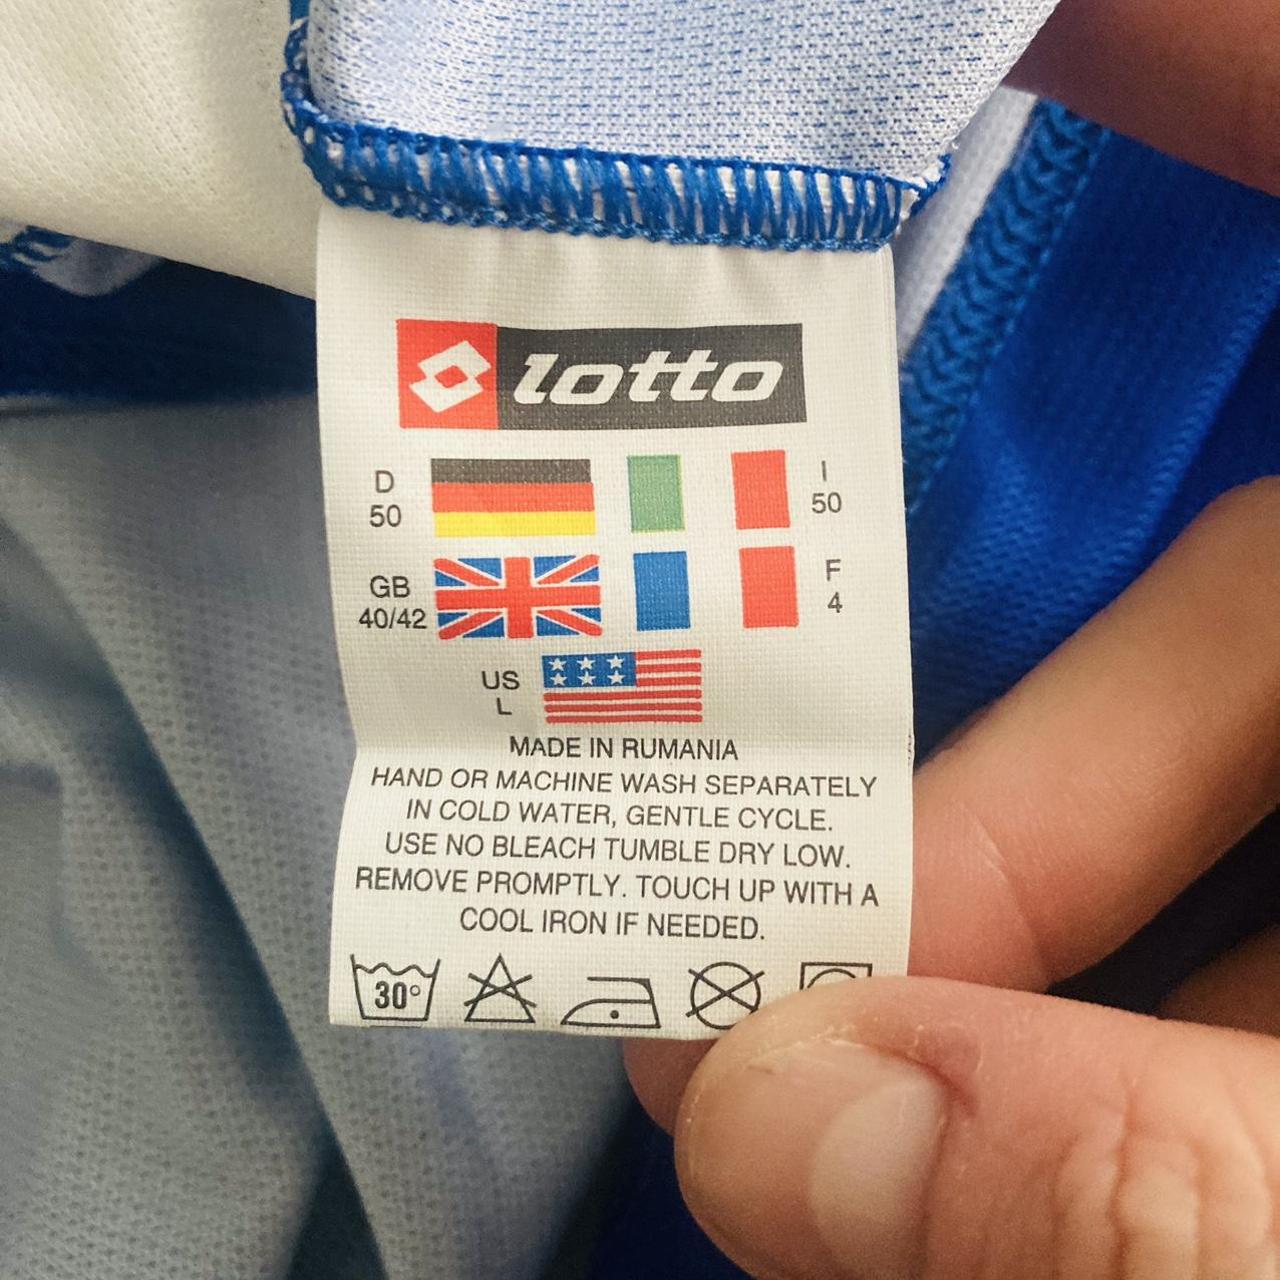 lotto
D
50
I
50
GB
40/42
F
4
US
L
MADE IN RUMANIA
HAND OR MACHINE WASH SEPARATELY
IN COLD WATER, GENTLE CYCLE.
USE NO BLEACH TUMBLE DRY LOW.
REMOVE PROMPTLY. TOUCH UP WITH A
COOL IRON IF NEEDED.
30°